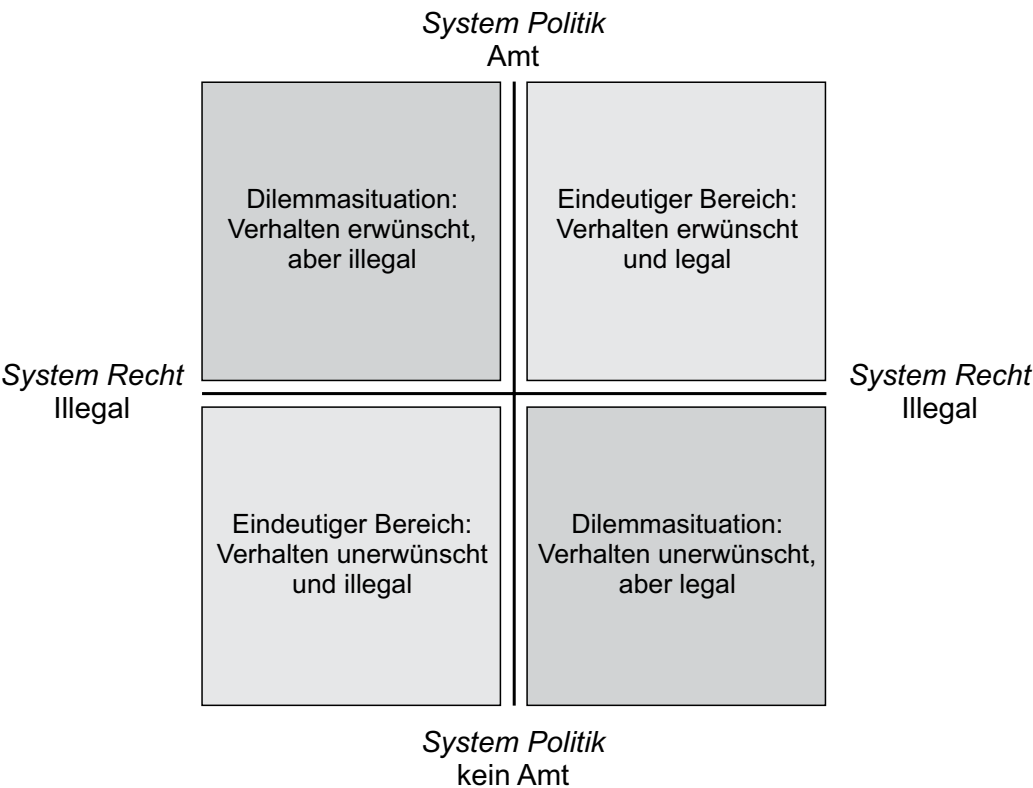 System Politik
Amt
Dilemmasituation:
Verhalten erwünscht,
aber illegal
Eindeutiger Bereich:
Verhalten erwünscht
und legal
System Recht
Illegal
System Recht
Illegal
Eindeutiger Bereich:
Verhalten unerwünscht
und illegal
Dilemmasituation:
Verhalten unerwünscht,
aber legal
System Politik
kein Amt